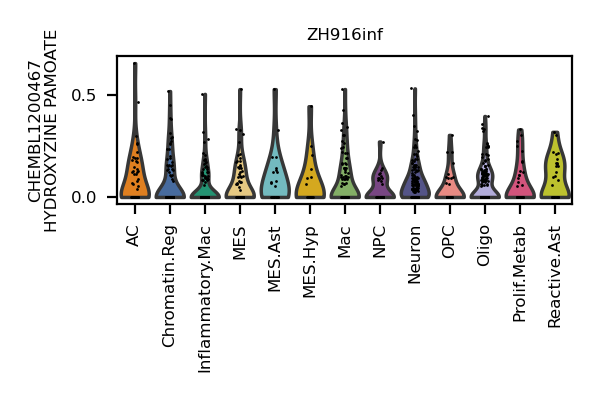 ZH916inf
CHEMBL1200467
HYDROXYZINE PAMOATE
0.5
0.0
AC
Chromatin.Reg
Inflammatory.Mac
MES
MES.Ast
MES.Hyp
Mac
NPC
Neuron
OPC
Oligo
Prolif.Metab
Reactive.Ast